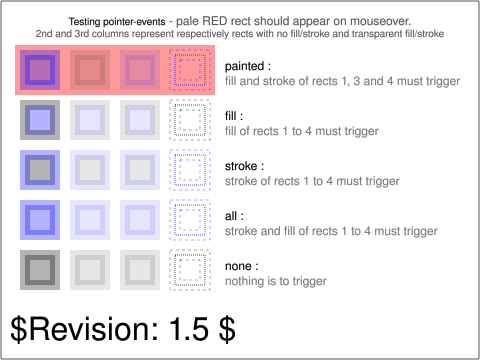 Testing pointer-events - pale RED rect should appear on mouseover.
2nd and 3rd columns represent respectively rects with no fill/stroke and transparent fill/stroke
painted :
fill and stroke of rects 1, 3 and 4 must trigger
fill :
fill of rects 1 to 4 must trigger
stroke :
stroke of rects 1 to 4 must trigger
all :
stroke and fill of rects 1 to 4 must trigger
none :
nothing is to trigger
$Revision: 1.5 $